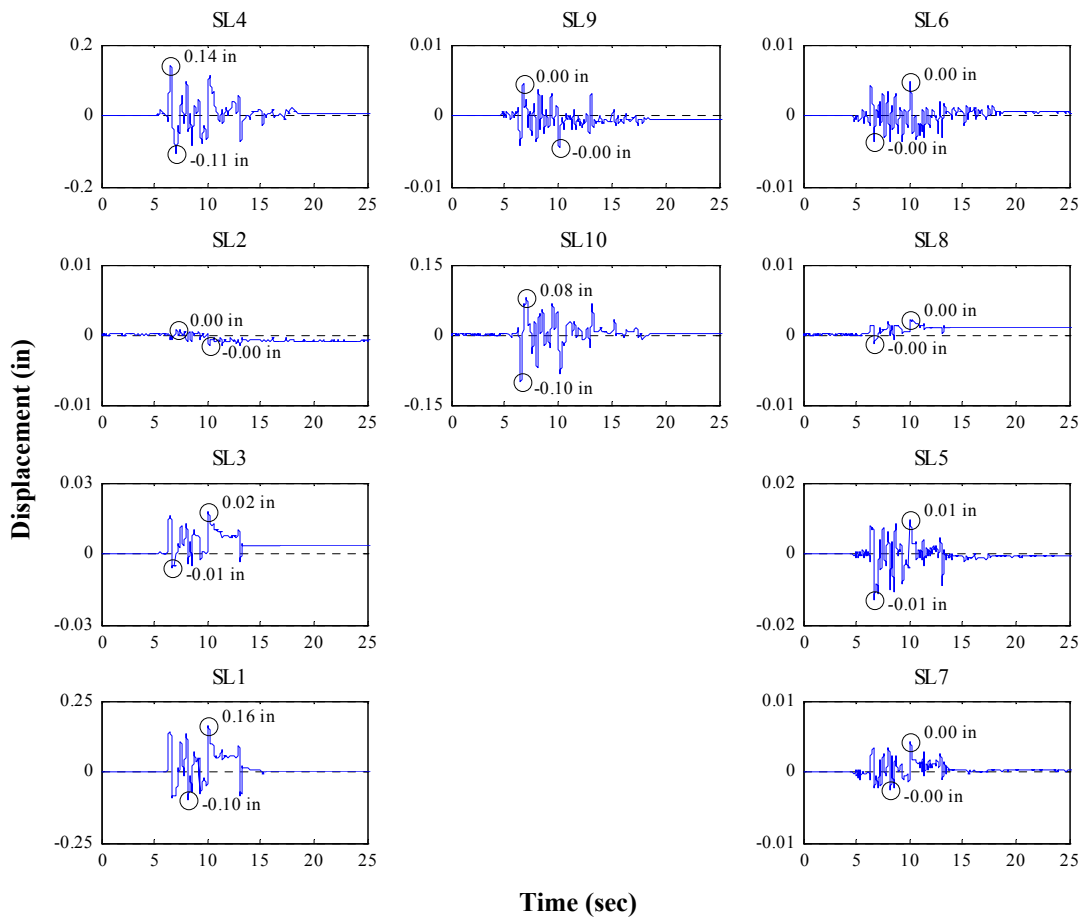 SL4
0.2
0
-0.2
0.14 in
-0.11 in
0 5 10 15 20 25
SL9
0.01
0
-0.01
0.00 in
-0.00 in
0 5 10 15 20 25
SL6
0.01
0
-0.01
0.00 in
-0.00 in
0 5 10 15 20 25
SL2
0.01
0
-0.01
0.00 in
-0.00 in
0 5 10 15 20 25
SL10
0.15
0
-0.15
0.08 in
-0.10 in
0 5 10 15 20 25
SL8
0.01
0
-0.01
0.00 in
-0.00 in
0 5 10 15 20 25
Displacement (in)
SL3
0.03
0
-0.03
0.02 in
-0.01 in
0 5 10 15 20 25
SL5
0.02
0
-0.02
0.01 in
-0.01 in
0 5 10 15 20 25
SL1
0.25
0
-0.25
0.16 in
-0.10 in
0 5 10 15 20 25
SL7
0.01
0
-0.01
0.00 in
-0.00 in
0 5 10 15 20 25
Time (sec)